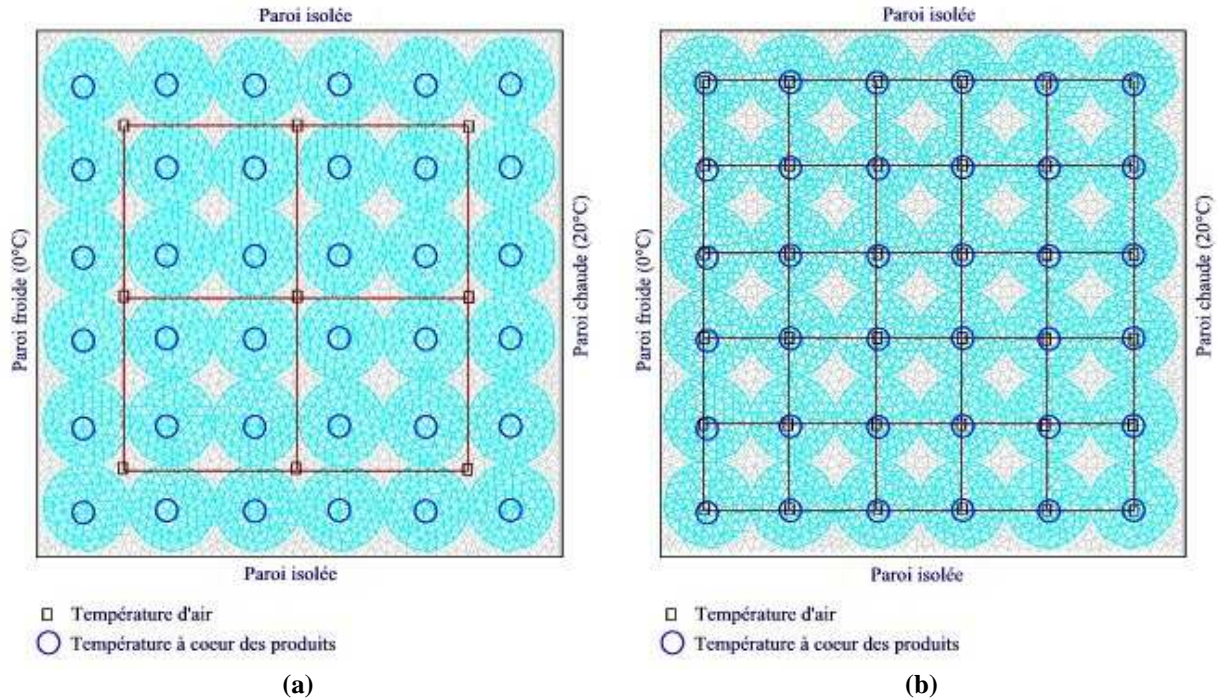 Paroi isolée
Paroi froide (0°C)
Paroi chaude (20°C)
Paroi isolée
Température d'air
Température à coeur des produits
(a)
Paroi isolée
Paroi froide (0°C)
Paroi chaude (20°C)
Paroi isolée
Température d'air
Température à coeur des produits
(b)